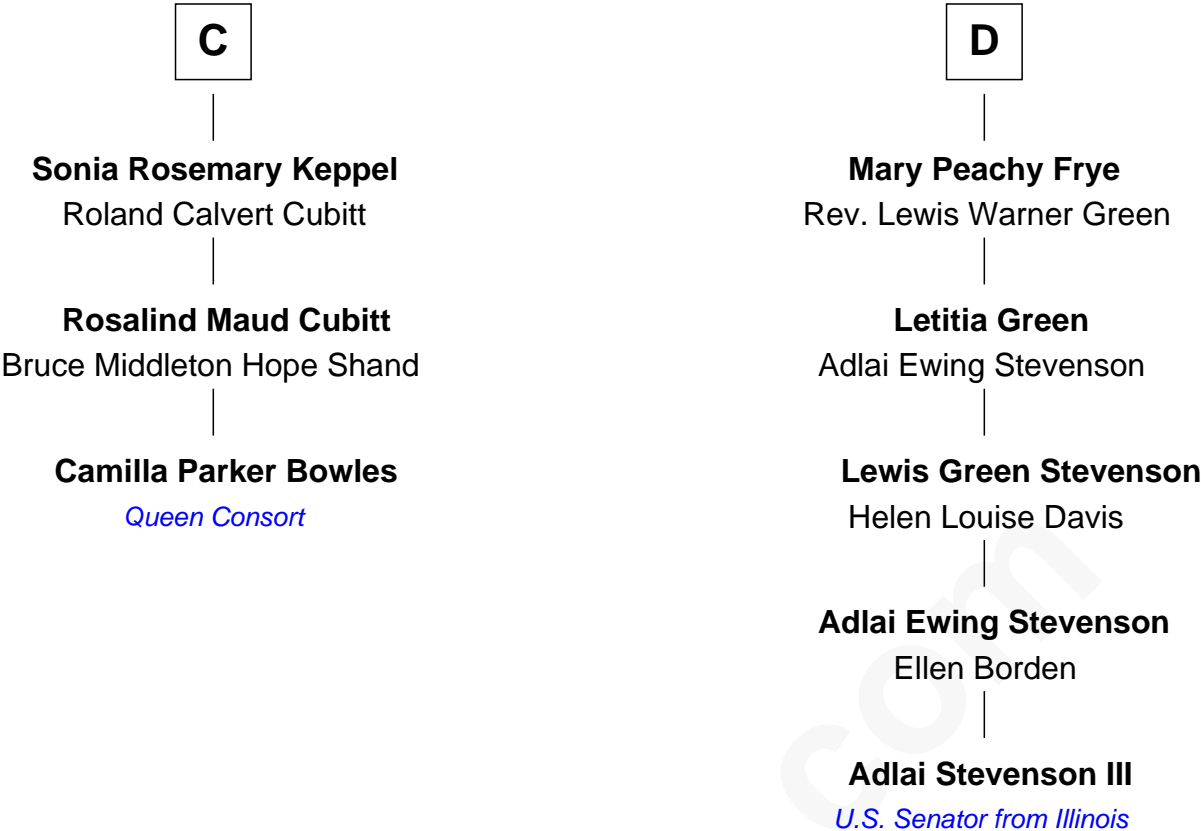 C
Sonia Rosemary Keppel
Roland Calvert Cubitt
Rosalind Maud Cubitt
Bruce Middleton Hope Shand
Camilla Parker Bowles
Queen Consort
D
Mary Peachy Frye
Rev. Lewis Warner Green
Letitia Green
Adlai Ewing Stevenson
Lewis Green Stevenson
Helen Louise Davis
Adlai Ewing Stevenson
Ellen Borden
Adlai Stevenson III
U.S. Senator from Illinois
com